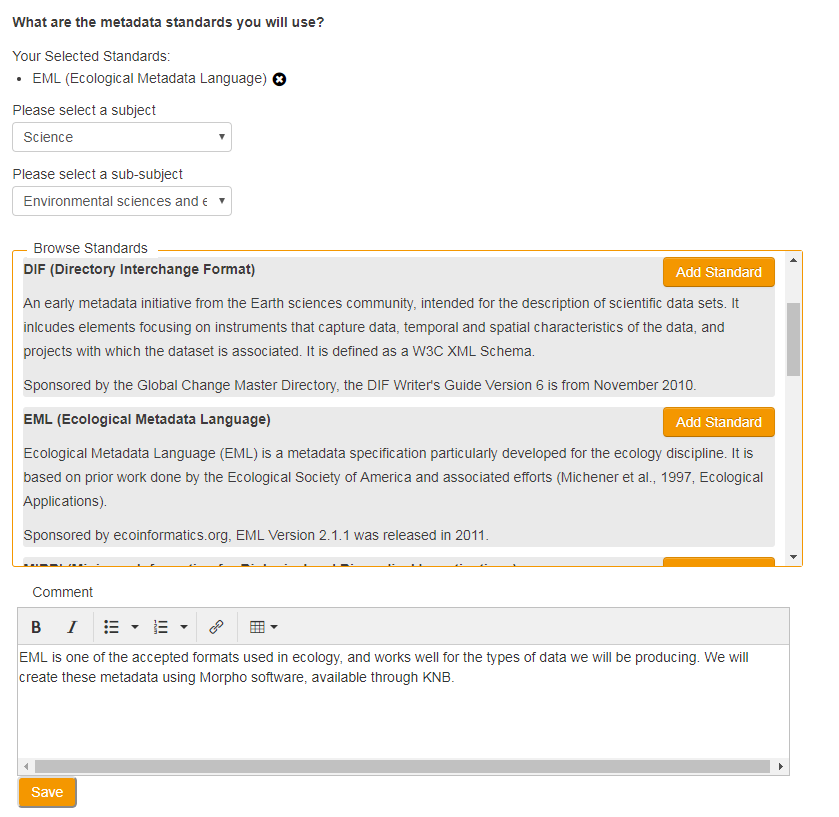 What are the metadata standards you will use?
Your Selected Standards:
• EML (Ecological Metadata Language)
Please select a subject
Science
Please select a sub-subject
Environmental sciences and e
Browse Standards
DIF (Directory Interchange Format)
Add Standard
An early metadata initiative from the Earth sciences community, intended for the description of scientific data sets. It
inlcudes elements focusing on instruments that capture data, temporal and spatial characteristics of the data, and
projects with which the dataset is associated. It is defined as a W3C XML Schema.
Sponsored by the Global Change Master Directory, the DIF Writer's Guide Version 6 is from November 2010.
EML (Ecological Metadata Language)
Add Standard
Ecological Metadata Language (EML) is a metadata specification particularly developed for the ecology discipline. It is
based on prior work done by the Ecological Society of America and associated efforts (Michener et al., 1997, Ecological
Applications).
Sponsored by ecoinformatics.org, EML Version 2.1.1 was released in 2011.
Comment
B I
EML is one of the accepted formats used in ecology, and works well for the types of data we will be producing. We will
create these metadata using Morpho software, available through KNB.
Save